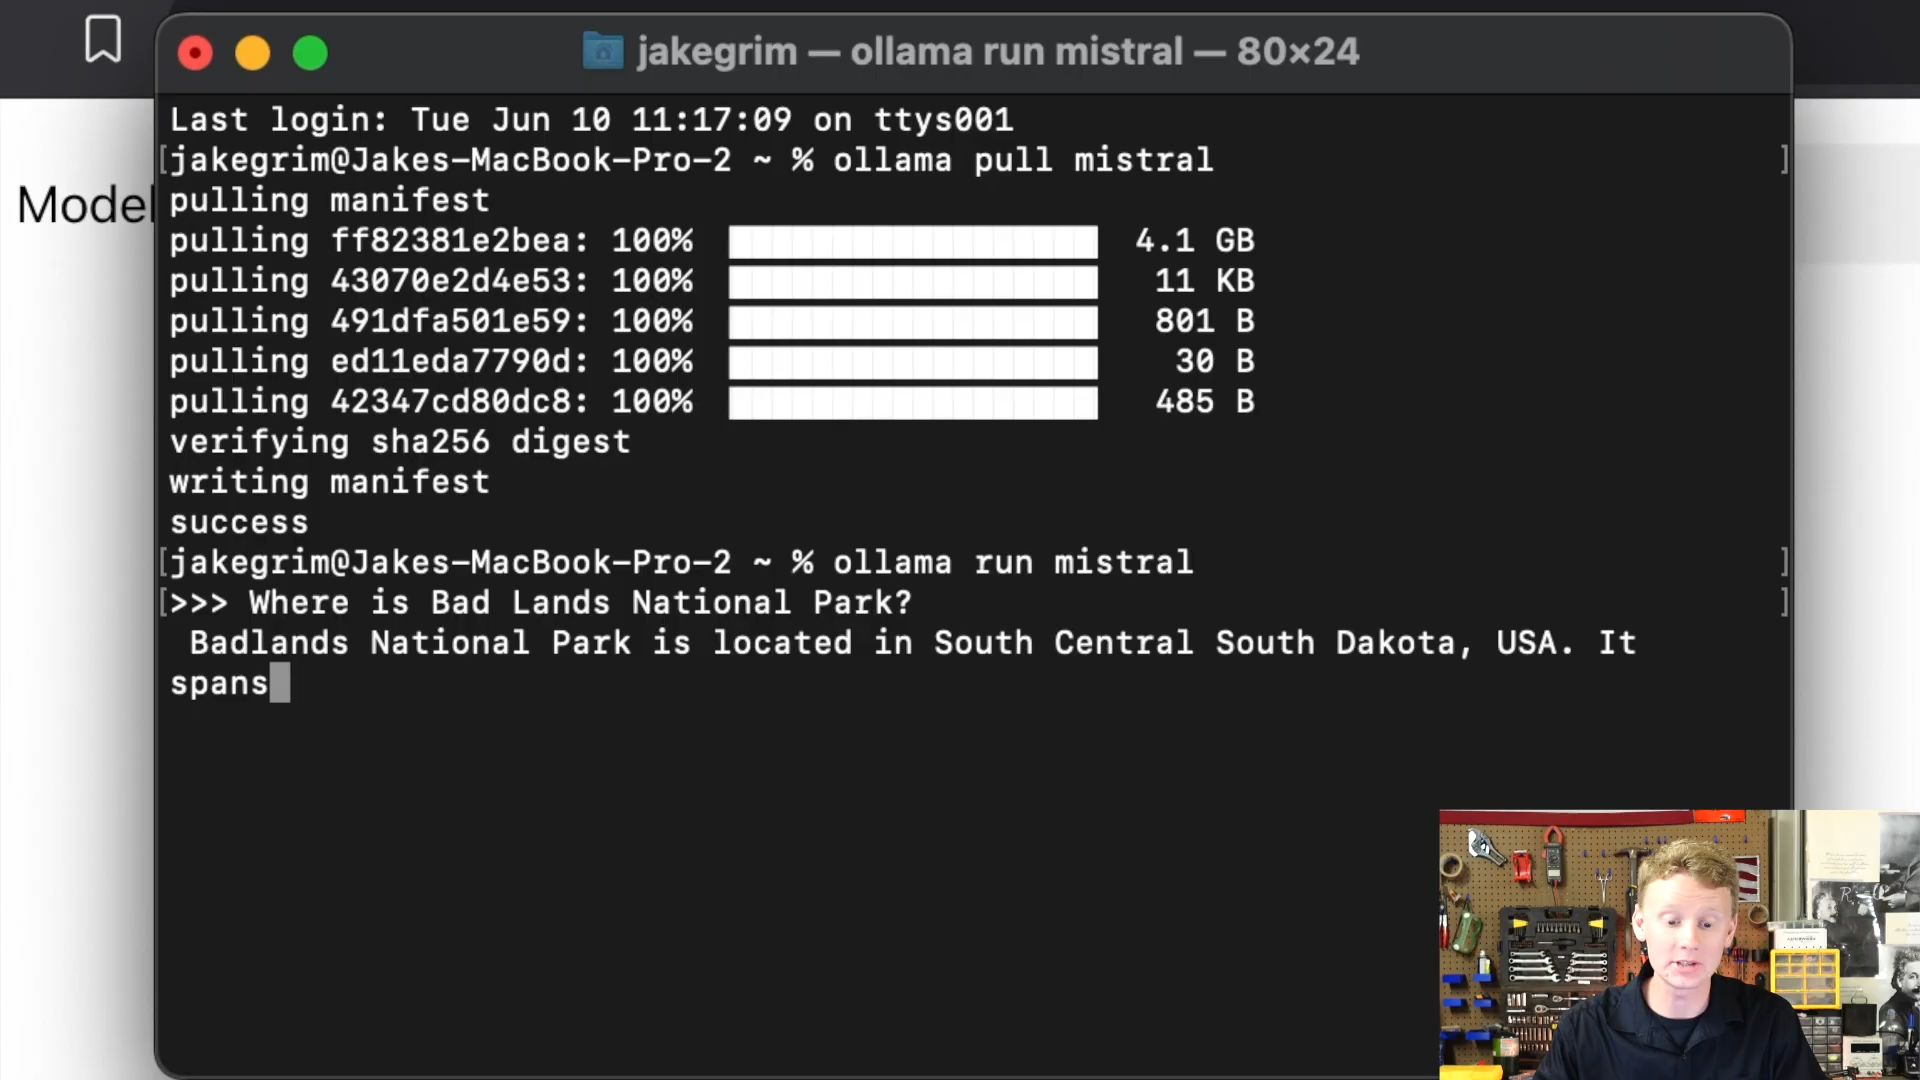 jakegrim — ollama run mistral — 80×24
Last login: Tue Jun 10 11:17:09 on ttys001
[jakegrim@Jakes-MacBook-Pro-2 ~ % ollama pull mistral ]
Model
pulling manifest
pulling ff82381e2bea: 100% 4.1 GB
pulling 43070e2d4e53: 100% 11 KB
pulling 491dfa501e59: 100% 801 B
pulling ed11eda7790d: 100% 30 B
pulling 42347cd80dc8: 100% 485 B
verifying sha256 digest
writing manifest
success
[jakegrim@Jakes-MacBook-Pro-2 ~ % ollama run mistral ]
[>>> Where is Bad Lands National Park? ]
Badlands National Park is located in South Central South Dakota, USA. It
spans